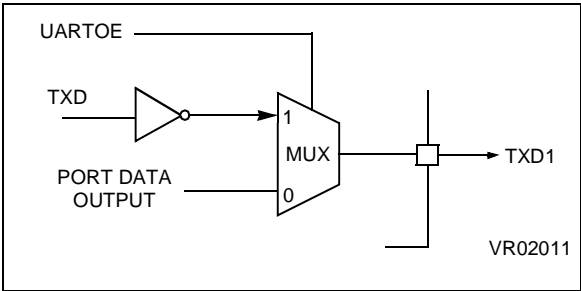 UARTOE
TXD
1
MUX
TXD1
PORT DATA
OUTPUT
0
VR02011